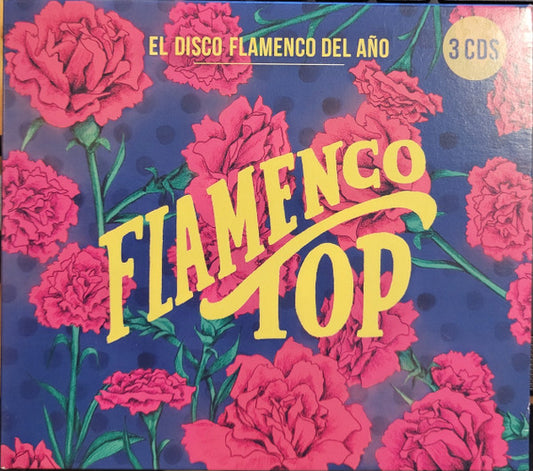 EL DISCO FLAMENCO DEL AÑO
3 CDS
FLAMENCO
TOP